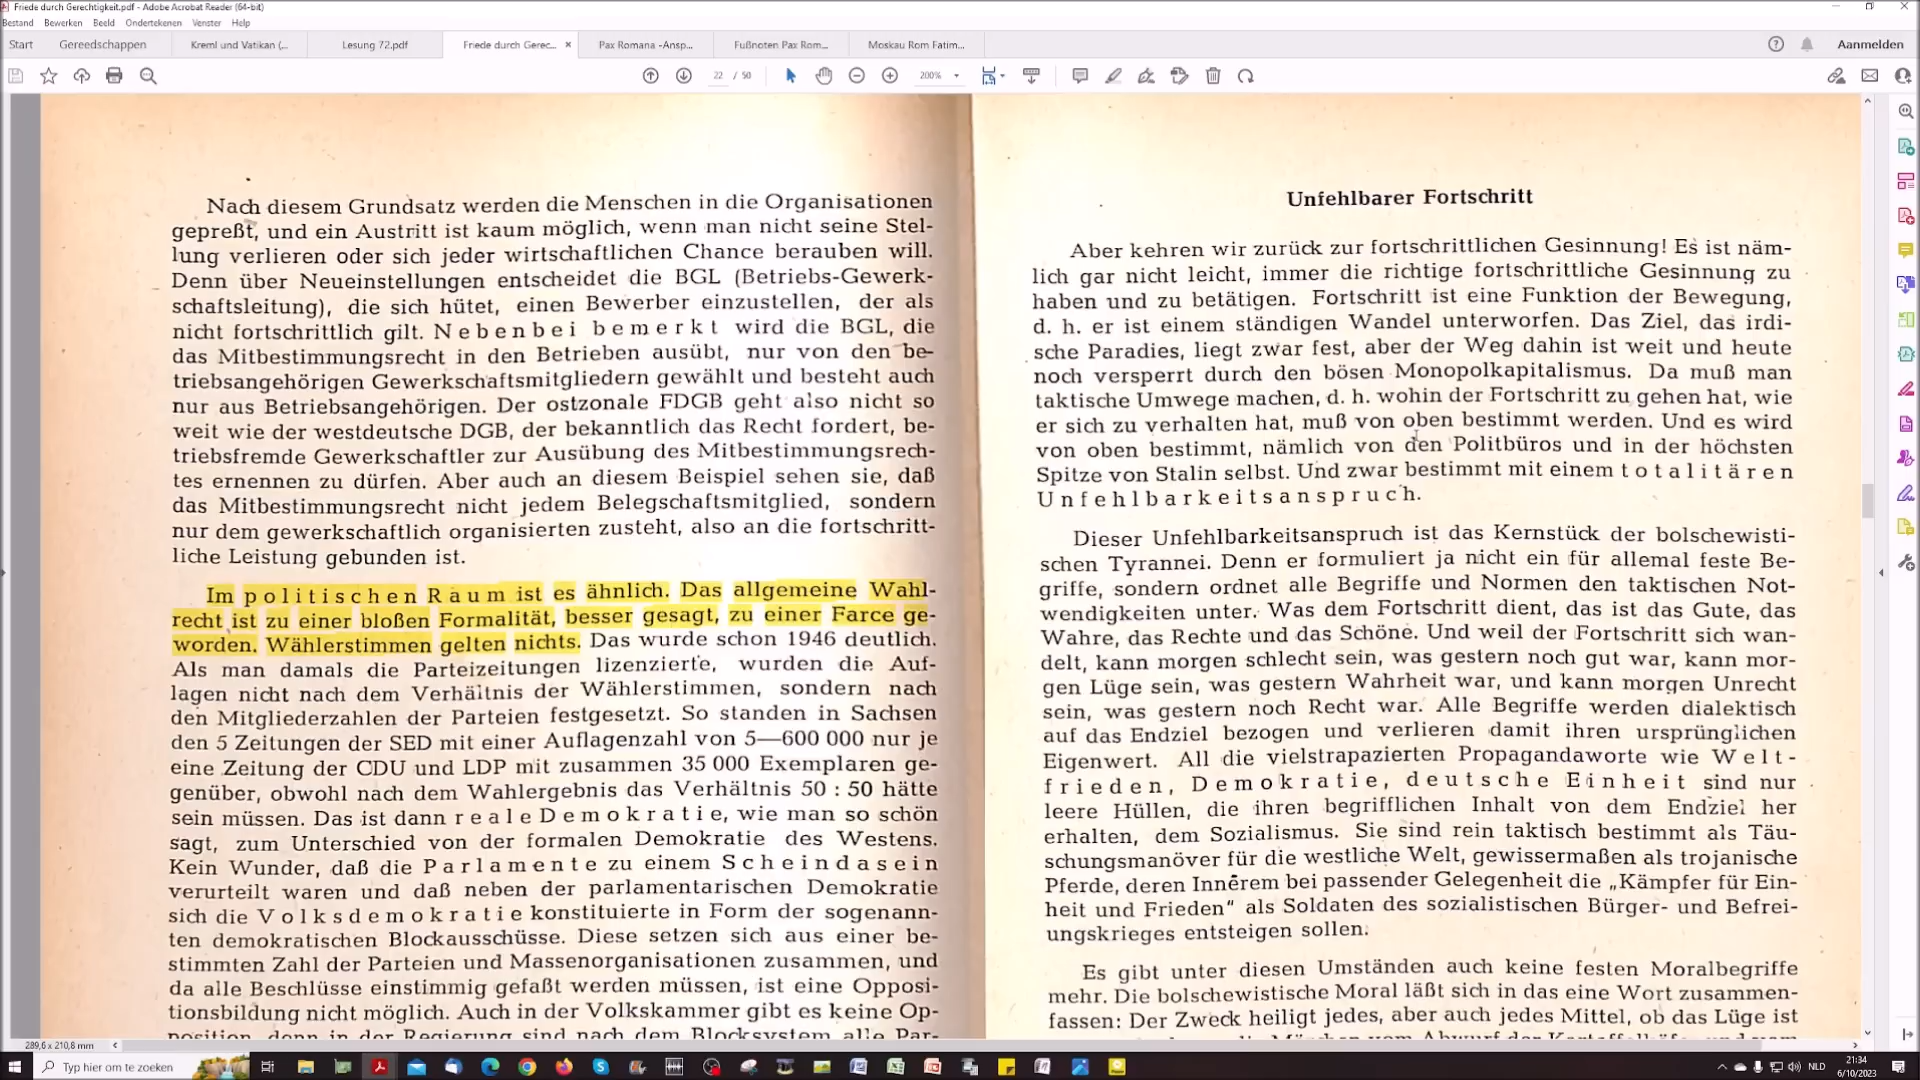 Friede durch Gerechtigkeit.pdf - Adobe Acrobat Reader (64-bit)
Bestand Bewerken Beeld Ondertekenen Venster Help
Start Gereedschappen Kreml und Vatikan (... Lesung 72.pdf Friede durch Gerec... × Pax Romana -Ansp... Fußnoten Pax Rom... Moskau Rom Fatim... Aanmelden
22 / 50 200%
Nach diesem Grundsatz werden die Menschen in die Organisationen
gepreßt, und ein Austritt ist kaum möglich, wenn man nicht seine Stel-
lung verlieren oder sich jeder wirtschaftlichen Chance berauben will.
Denn über Neueinstellungen entscheidet die BGL (Betriebs-Gewerk-
schaftsleitung), die sich hütet, einen Bewerber einzustellen, der als
nicht fortschrittlich gilt. Nebenbei bemerkt wird die BGL, die
das Mitbestimmungsrecht in den Betrieben ausübt, nur von den be-
triebsangehörigen Gewerkschaftsmitgliedern gewählt und besteht auch
nur aus Betriebsangehörigen. Der ostzonale FDGB geht also nicht so
weit wie der westdeutsche DGB, der bekanntlich das Recht fordert, be-
triebsfremde Gewerkschaftler zur Ausübung des Mitbestimmungsrech-
tes ernennen zu dürfen. Aber auch an diesem Beispiel sehen sie, daß
das Mitbestimmungsrecht nicht jedem Belegschaftsmitglied, sondern
nur dem gewerkschaftlich organisierten zusteht, also an die fortschritt-
liche Leistung gebunden ist.
Im politischen Raum ist es ähnlich. Das allgemeine Wahl-
recht ist zu einer bloßen Formalität, besser gesagt, zu einer Farce ge-
worden. Wählerstimmen gelten nichts. Das wurde schon 1946 deutlich.
Als man damals die Parteizeitungen lizenzierte, wurden die Auf-
lagen nicht nach dem Verhältnis der Wählerstimmen, sondern nach
den Mitgliederzahlen der Parteien festgesetzt. So standen in Sachsen
den 5 Zeitungen der SED mit einer Auflagenzahl von 5—600 000 nur je
eine Zeitung der CDU und LDP mit zusammen 35 000 Exemplaren ge-
genüber, obwohl nach dem Wahlergebnis das Verhältnis 50 : 50 hätte
sein müssen. Das ist dann reale Demokratie, wie man so schön
sagt, zum Unterschied von der formalen Demokratie des Westens.
Kein Wunder, daß die Parlamente zu einem Scheindasein
verurteilt waren und daß neben der parlamentarischen Demokratie
sich die Volksdemokratie konstituierte in Form der sogenann-
ten demokratischen Blockausschüsse. Diese setzen sich aus einer be-
stimmten Zahl der Parteien und Massenorganisationen zusammen, und
da alle Beschlüsse einstimmig gefaßt werden müssen, ist eine Opposi-
tionsbildung nicht möglich. Auch in der Volkskammer gibt es keine Op-
position, denn in der Regierung sind nach dem Blocksystem alle Par-
Unfehlbarer Fortschritt
Aber kehren wir zurück zur fortschrittlichen Gesinnung! Es ist näm-
lich gar nicht leicht, immer die richtige fortschrittliche Gesinnung zu
haben und zu betätigen. Fortschritt ist eine Funktion der Bewegung,
d. h. er ist einem ständigen Wandel unterworfen. Das Ziel, das irdi-
sche Paradies, liegt zwar fest, aber der Weg dahin ist weit und heute
noch versperrt durch den bösen Monopolkapitalismus. Da muß man
taktische Umwege machen, d. h. wohin der Fortschritt zu gehen hat, wie
er sich zu verhalten hat, muß von oben bestimmt werden. Und es wird
von oben bestimmt, nämlich von den Politbüros und in der höchsten
Spitze von Stalin selbst. Und zwar bestimmt mit einem totalitären
Unfehlbarkeitsanspruch.
Dieser Unfehlbarkeitsanspruch ist das Kernstück der bolschewisti-
schen Tyrannei. Denn er formuliert ja nicht ein für allemal feste Be-
griffe, sondern ordnet alle Begriffe und Normen den taktischen Not-
wendigkeiten unter. Was dem Fortschritt dient, das ist das Gute, das
Wahre, das Rechte und das Schöne. Und weil der Fortschritt sich wan-
delt, kann morgen schlecht sein, was gestern noch gut war, kann mor-
gen Lüge sein, was gestern Wahrheit war, und kann morgen Unrecht
sein, was gestern noch Recht war. Alle Begriffe werden dialektisch
auf das Endziel bezogen und verlieren damit ihren ursprünglichen
Eigenwert. All die vielstrapazierten Propagandaworte wie Welt-
frieden, Demokratie, deutsche Einheit sind nur
leere Hüllen, die ihren begrifflichen Inhalt von dem Endziel her
erhalten, dem Sozialismus. Sie sind rein taktisch bestimmt als Täu-
schungsmanöver für die westliche Welt, gewissermaßen als trojanische
Pferde, deren Innerem bei passender Gelegenheit die „Kämpfer für Ein-
heit und Frieden" als Soldaten des sozialistischen Bürger- und Befrei-
ungskrieges entsteigen sollen.
Es gibt unter diesen Umständen auch keine festen Moralbegriffe
mehr. Die bolschewistische Moral läßt sich in das eine Wort zusammen-
fassen: Der Zweck heiligt jedes, aber auch jedes Mittel, ob das Lüge ist
289,6 x 210,8 mm
Typ hier om te zoeken
NLD
21:34
6/10/2023